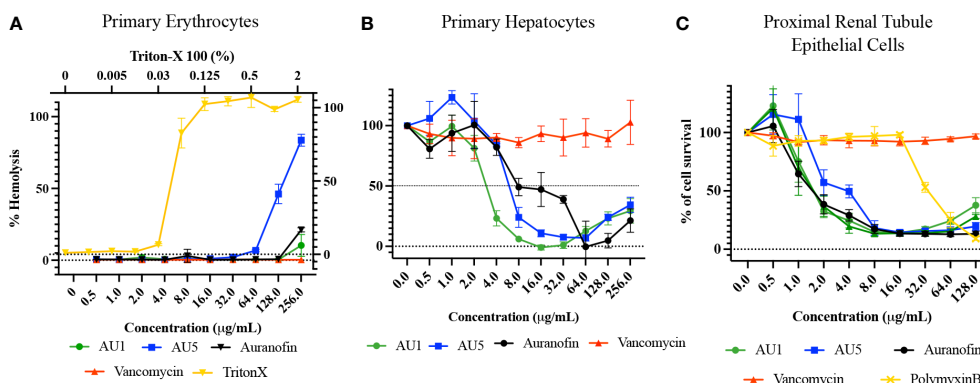 A
Primary Erythrocytes
Triton-X 100 (%)
0 0.005 0.03 0.125 0.5 2
% Hemolysis
100
50
0
100
50
0
0 0.5 1.0 2.0 4.0 8.0 16.0 32.0 64.0 128.0 256.0
Concentration (µg/mL)
AU1 AU5 Auranofin
Vancomycin TritonX
B
Primary Hepatocytes
100
50
0
0.0 0.5 1.0 2.0 4.0 8.0 16.0 32.0 64.0 128.0 256.0
Concentration (µg/mL)
AU1 AU5 Auranofin Vancomycin
C
Proximal Renal Tubule
Epithelial Cells
% of cell survival
150
100
50
0
0.0 0.5 1.0 2.0 4.0 8.0 16.0 32.0 64.0 128.0
Concentration (µg/mL)
AU1 AU5 Auranofin
Vancomycin PolymyxinB